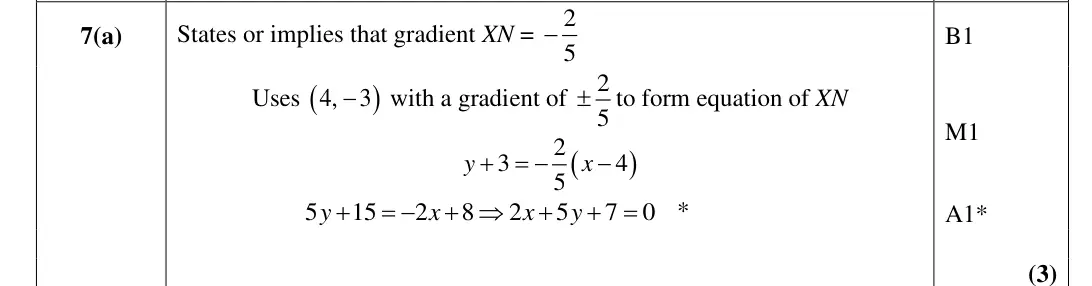 7(a) States or implies that gradient XN = −2/5 B1
Uses (4, −3) with a gradient of ±2/5 to form equation of XN
M1
y + 3 = −2/5 (x − 4)
5y + 15 = −2x + 8 ⇒ 2x + 5y + 7 = 0 * A1*
(3)